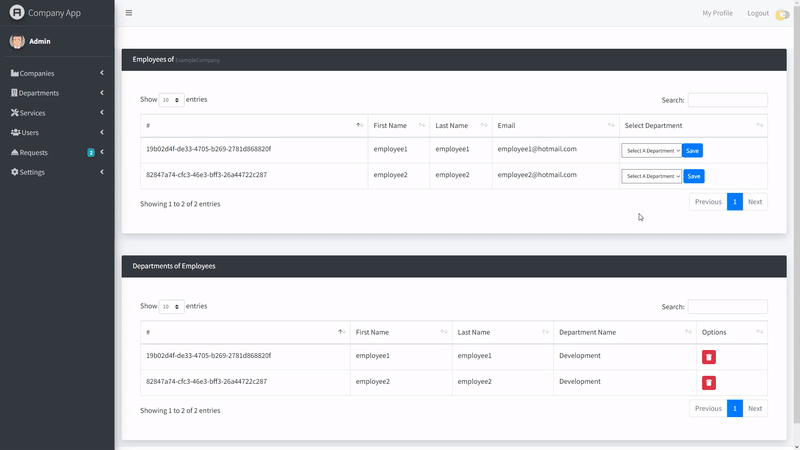 Company App
My Profile Logout
Admin
Companies
Departments
Services
Users
Requests 2
Settings
Employees of ExampleCompany
Show 10 entries Search:
# First Name Last Name Email Select Department
19b02d4f-de33-4705-b269-2781d868820f employee1 employee1 employee1@hotmail.com Select A Department Save
82847a74-cfc3-46e3-bff3-26a44722c287 employee2 employee2 employee2@hotmail.com Select A Department Save
Showing 1 to 2 of 2 entries Previous 1 Next
Departments of Employees
Show 10 entries Search:
# First Name Last Name Department Name Options
19b02d4f-de33-4705-b269-2781d868820f employee1 employee1 Development
82847a74-cfc3-46e3-bff3-26a44722c287 employee2 employee2 Development
Showing 1 to 2 of 2 entries Previous 1 Next